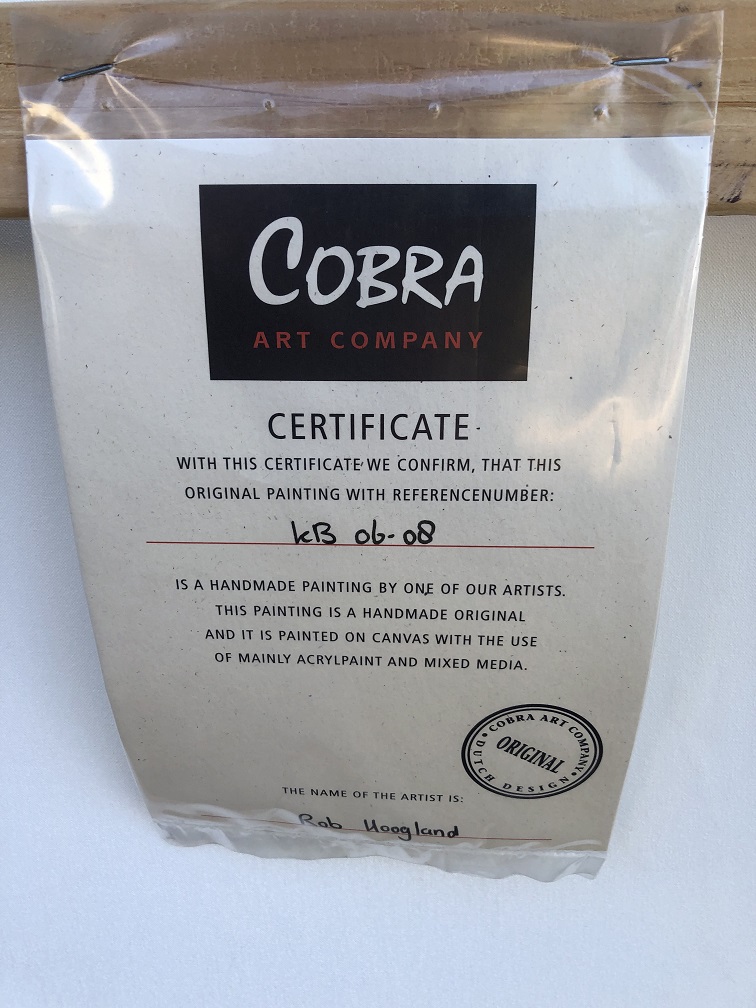 COBRA
ART COMPANY
CERTIFICATE
WITH THIS CERTIFICATE WE CONFIRM, THAT THIS
ORIGINAL PAINTING WITH REFERENCENUMBER:
KB 06-08
IS A HANDMADE PAINTING BY ONE OF OUR ARTISTS.
THIS PAINTING IS A HANDMADE ORIGINAL
AND IT IS PAINTED ON CANVAS WITH THE USE
OF MAINLY ACRYLPAINT AND MIXED MEDIA.
• COBRA ART COMPANY •
ORIGINAL
DUTCH DESIGN
THE NAME OF THE ARTIST IS:
Rob Hoogland